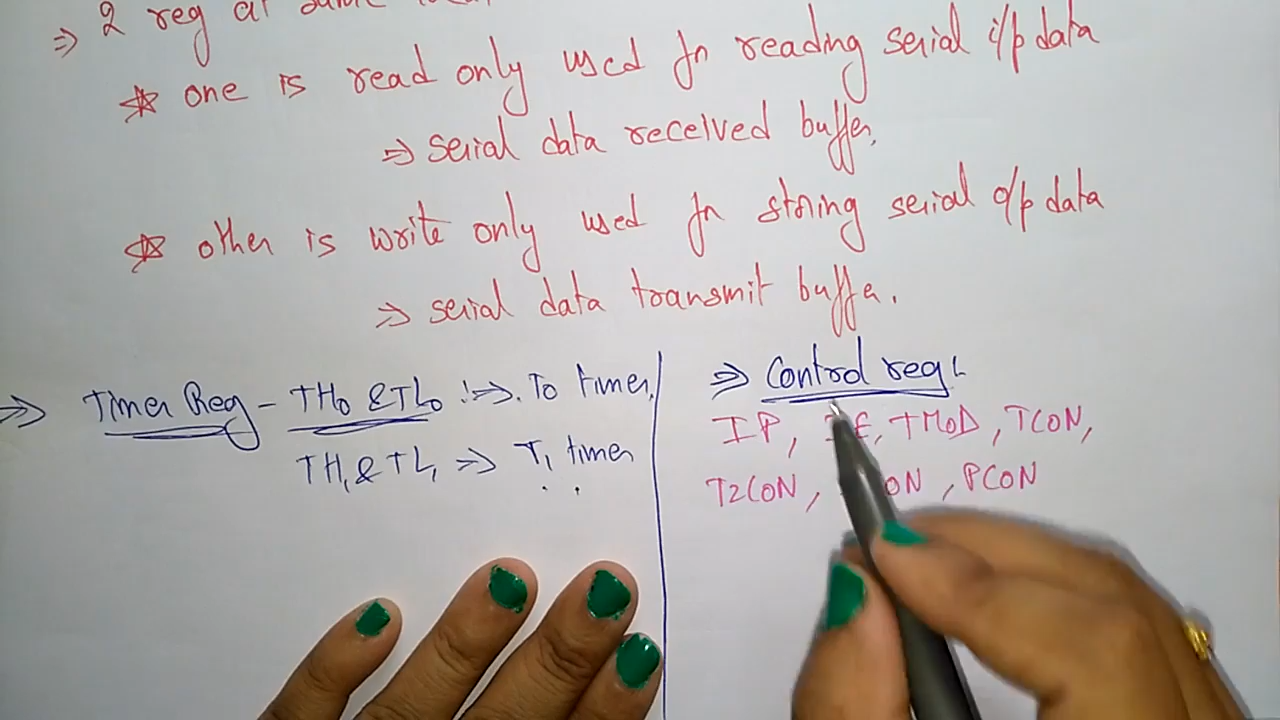 ⇒ 2 reg at same
* one is read only used for reading serial i/p data
⇒ serial data received buffer.
* other is write only used for storing serial o/p data
⇒ serial data transmit buffer.
⇒ Timer Reg - TH0 & TL0 :⇒ T0 timer
TH1 & TL1 ⇒ T1 timer
⇒ Control reg:
IP, TMOD, TCON,
T2CON, PCON